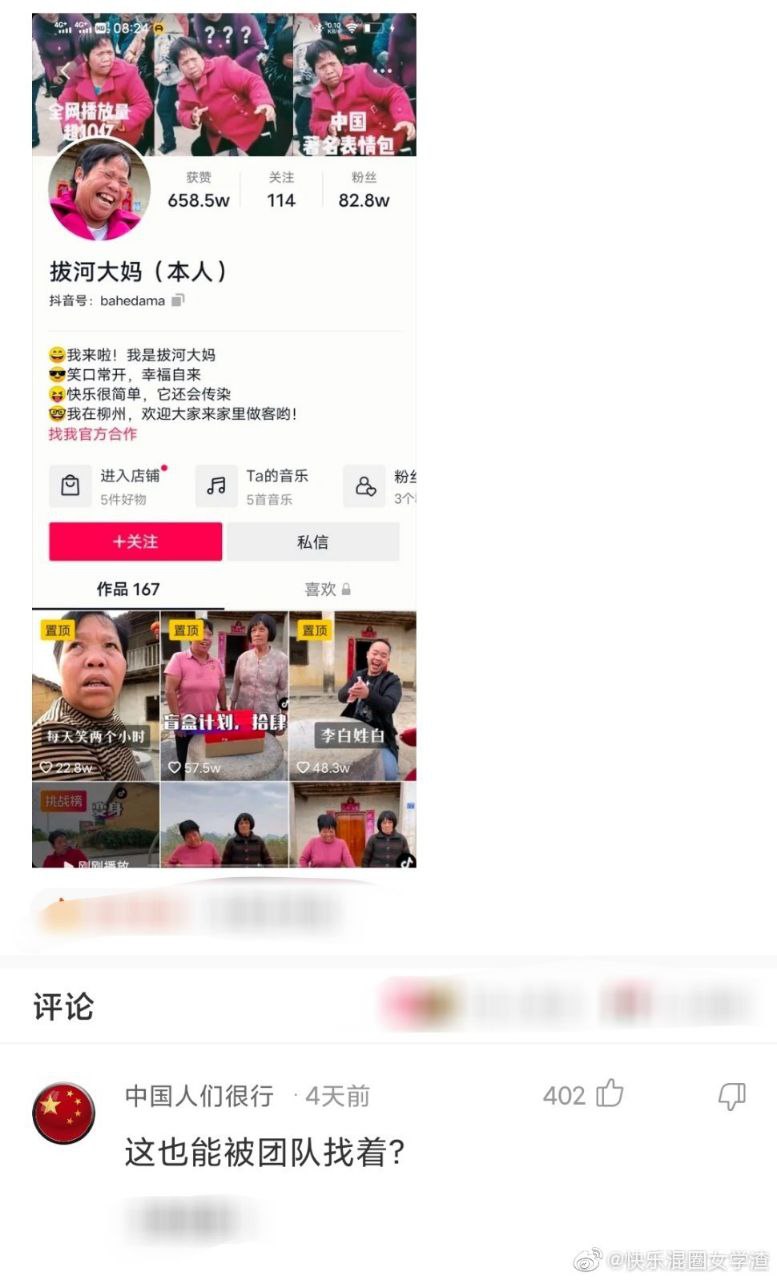 4G+ 4G+ HD 08:24
0.10 KB/s
???
全网播放量
超10亿
中国
著名表情包
获赞 关注 粉丝
658.5w 114 82.8w
拔河大妈（本人）
抖音号：bahedama
😄我来啦！我是拔河大妈
😎笑口常开，幸福自来
😝快乐很简单，它还会传染
🤓我在柳州，欢迎大家来家里做客哟！
找我官方合作
进入店铺 Ta的音乐 粉丝
5件好物 5首音乐 3个
+关注 私信
作品 167 喜欢
置顶 置顶 置顶
每天笑两个小时 盲盒计划，拾肆 李白姓白
22.8w 57.5w 48.3w
挑战榜 变身
刚刚播放
评论
中国人们很行 · 4天前 402
这也能被团队找着?
@快乐混圈女学渣